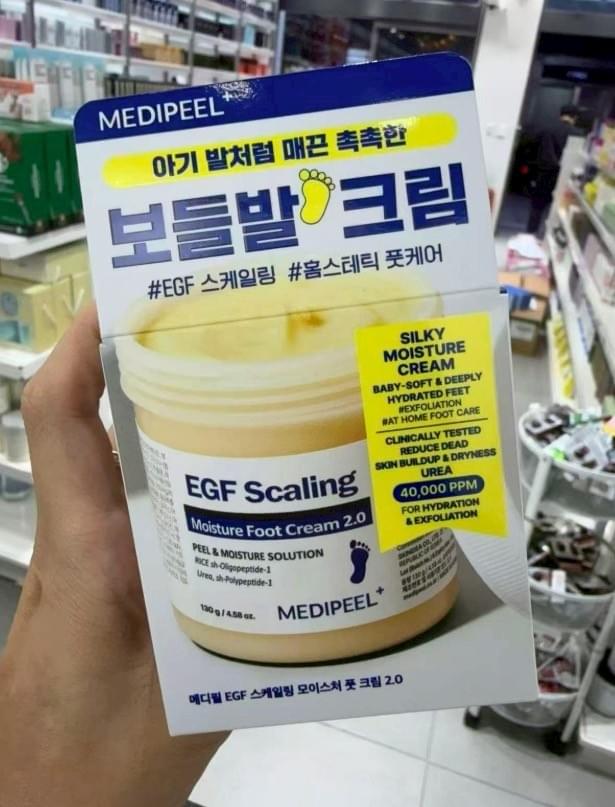 MEDIPEEL+
아기 발처럼 매끈 촉촉한
보들발 크림
#EGF 스케일링 #홈스테틱 풋케어
SILKY
MOISTURE
CREAM
BABY-SOFT & DEEPLY
HYDRATED FEET
#EXFOLIATION
#AT HOME FOOT CARE
CLINICALLY TESTED
REDUCE DEAD
SKIN BUILDUP & DRYNESS
UREA
40,000 PPM
FOR HYDRATION
& EXFOLIATION
EGF Scaling
Moisture Foot Cream 2.0
PEEL & MOISTURE SOLUTION
RICE sh-Oligopeptide-1
Urea, sh-Polypeptide-1
130 g / 4.58 oz.
MEDIPEEL+
메디필 EGF 스케일링 모이스처 풋 크림 2.0